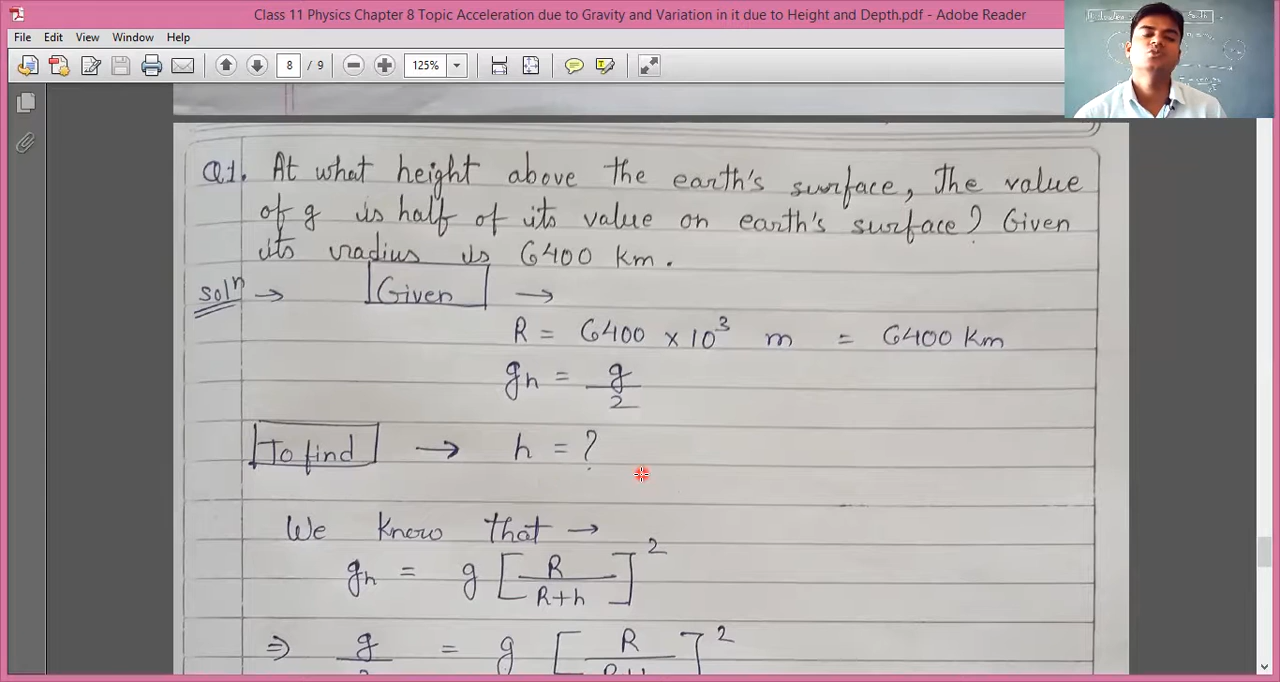 Class 11 Physics Chapter 8 Topic Acceleration due to Gravity and Variation in it due to Height and Depth.pdf - Adobe Reader
File Edit View Window Help
8 / 9 125%
Q1. At what height above the earth's surface, the value
of g is half of its value on earth's surface? Given
its radius is 6400 km.
Solⁿ → Given →
R = 6400 × 10³ m = 6400 Km
gh = g/2
To find → h = ?
We know that →
gh = g [R/R+h]²
⇒ g = g [R ]²